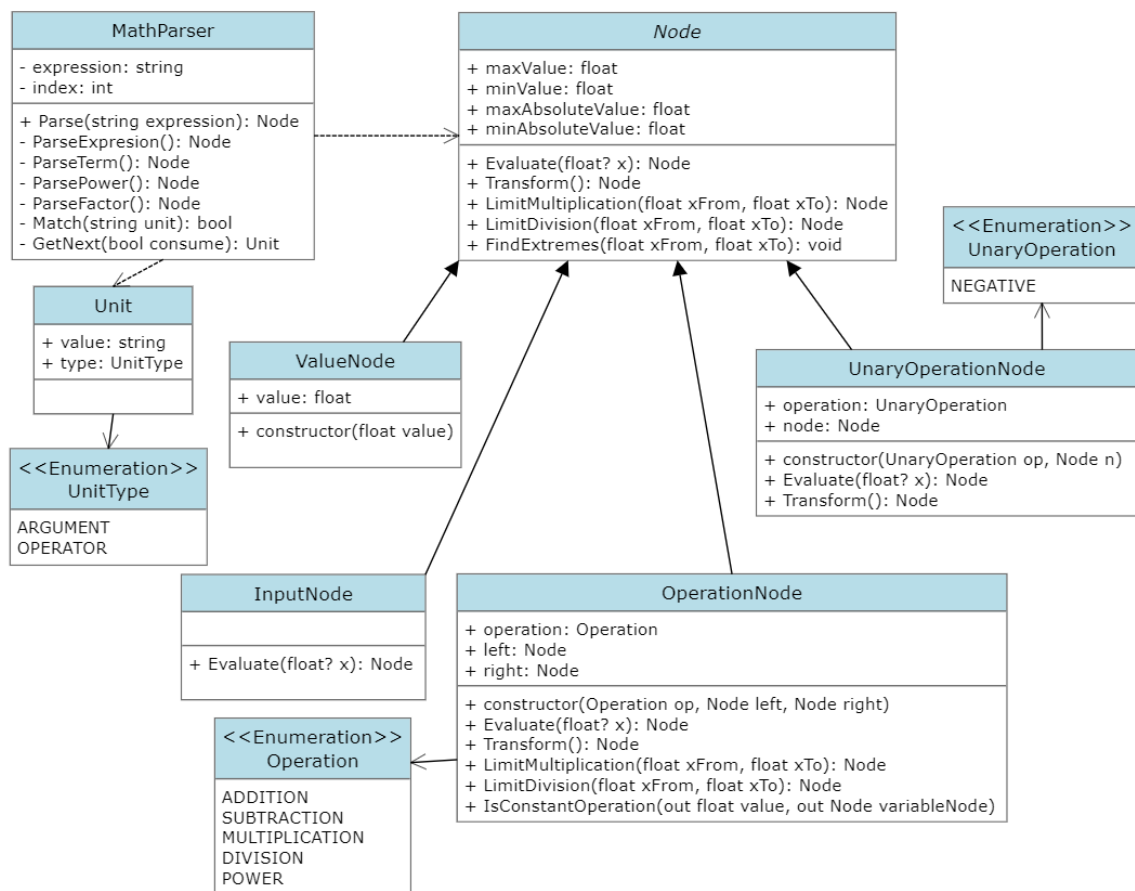 MathParser
- expression: string
- index: int
+ Parse(string expression): Node
- ParseExpresion(): Node
- ParseTerm(): Node
- ParsePower(): Node
- ParseFactor(): Node
- Match(string unit): bool
- GetNext(bool consume): Unit
Node
+ maxValue: float
+ minValue: float
+ maxAbsoluteValue: float
+ minAbsoluteValue: float
+ Evaluate(float? x): Node
+ Transform(): Node
+ LimitMultiplication(float xFrom, float xTo): Node
+ LimitDivision(float xFrom, float xTo): Node
+ FindExtremes(float xFrom, float xTo): void
<<Enumeration>>
UnaryOperation
NEGATIVE
Unit
+ value: string
+ type: UnitType
ValueNode
+ value: float
+ constructor(float value)
UnaryOperationNode
+ operation: UnaryOperation
+ node: Node
+ constructor(UnaryOperation op, Node n)
+ Evaluate(float? x): Node
+ Transform(): Node
<<Enumeration>>
UnitType
ARGUMENT
OPERATOR
InputNode
+ Evaluate(float? x): Node
OperationNode
+ operation: Operation
+ left: Node
+ right: Node
+ constructor(Operation op, Node left, Node right)
+ Evaluate(float? x): Node
+ Transform(): Node
+ LimitMultiplication(float xFrom, float xTo): Node
+ LimitDivision(float xFrom, float xTo): Node
+ IsConstantOperation(out float value, out Node variableNode)
<<Enumeration>>
Operation
ADDITION
SUBTRACTION
MULTIPLICATION
DIVISION
POWER